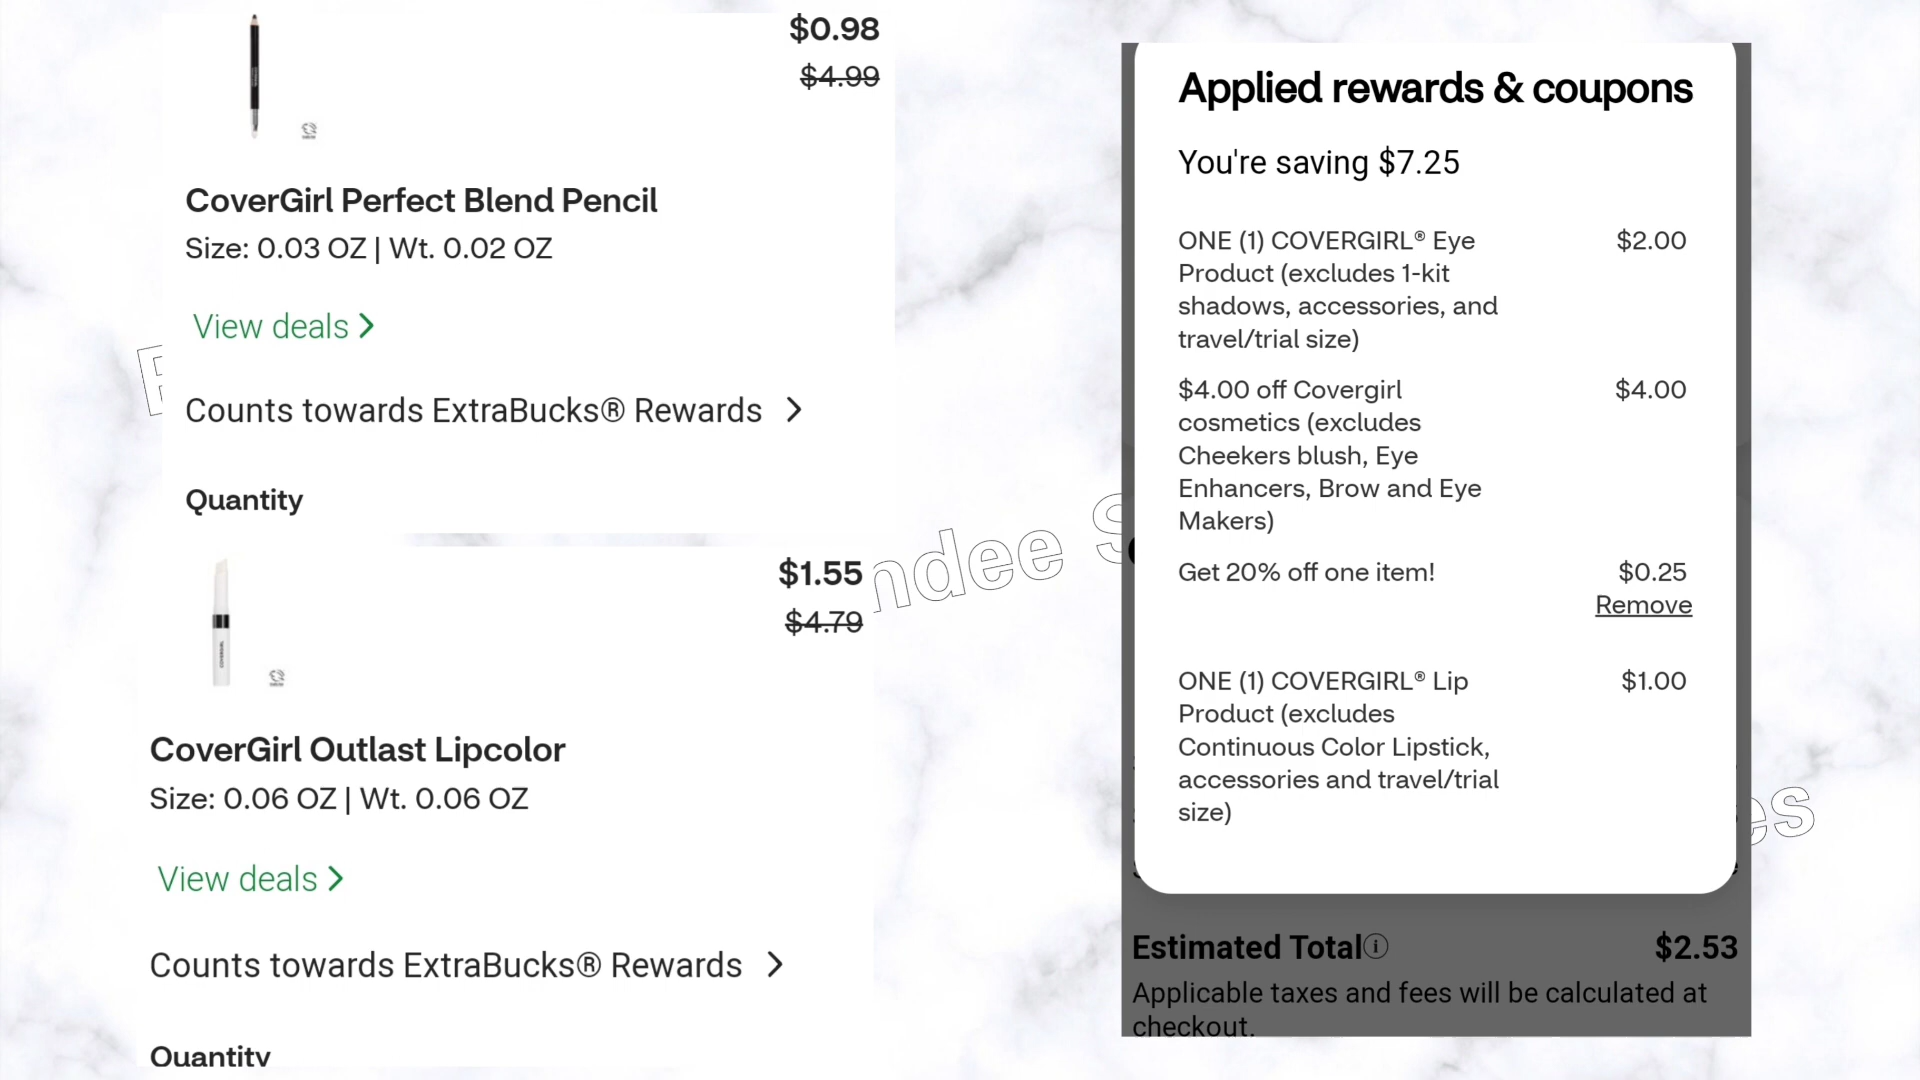 $0.98
$4.99
CoverGirl Perfect Blend Pencil
Size: 0.03 OZ | Wt. 0.02 OZ
View deals
Counts towards ExtraBucks® Rewards
Quantity
$1.55
$4.79
CoverGirl Outlast Lipcolor
Size: 0.06 OZ | Wt. 0.06 OZ
View deals
Counts towards ExtraBucks® Rewards
Quantity
ndee S
es
Applied rewards & coupons
You're saving $7.25
ONE (1) COVERGIRL® Eye $2.00
Product (excludes 1-kit
shadows, accessories, and
travel/trial size)
$4.00 off Covergirl $4.00
cosmetics (excludes
Cheekers blush, Eye
Enhancers, Brow and Eye
Makers)
Get 20% off one item! $0.25
Remove
ONE (1) COVERGIRL® Lip $1.00
Product (excludes
Continuous Color Lipstick,
accessories and travel/trial
size)
Estimated Total $2.53
Applicable taxes and fees will be calculated at
checkout.